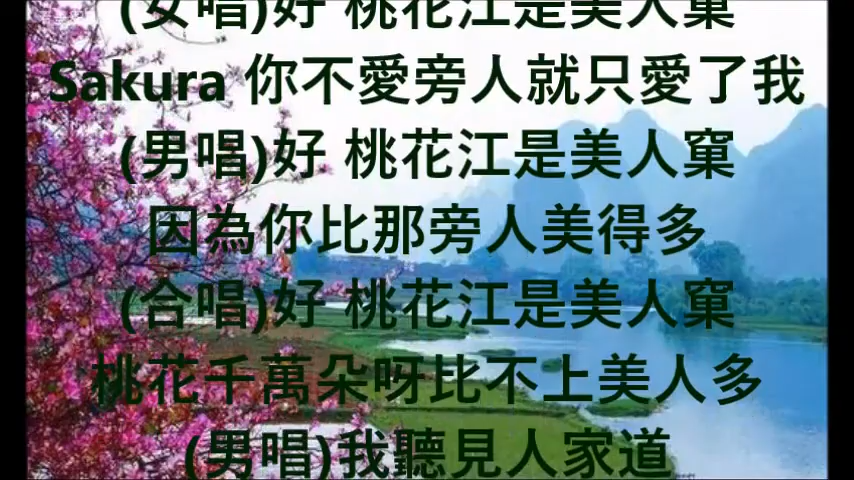 (女唱)好 桃花江是美人窠
Sakura 你不愛旁人就只愛了我
(男唱)好 桃花江是美人窠
因為你比那旁人美得多
(合唱)好 桃花江是美人窠
桃花千萬朵呀比不上美人多
(男唱)我聽見人家道